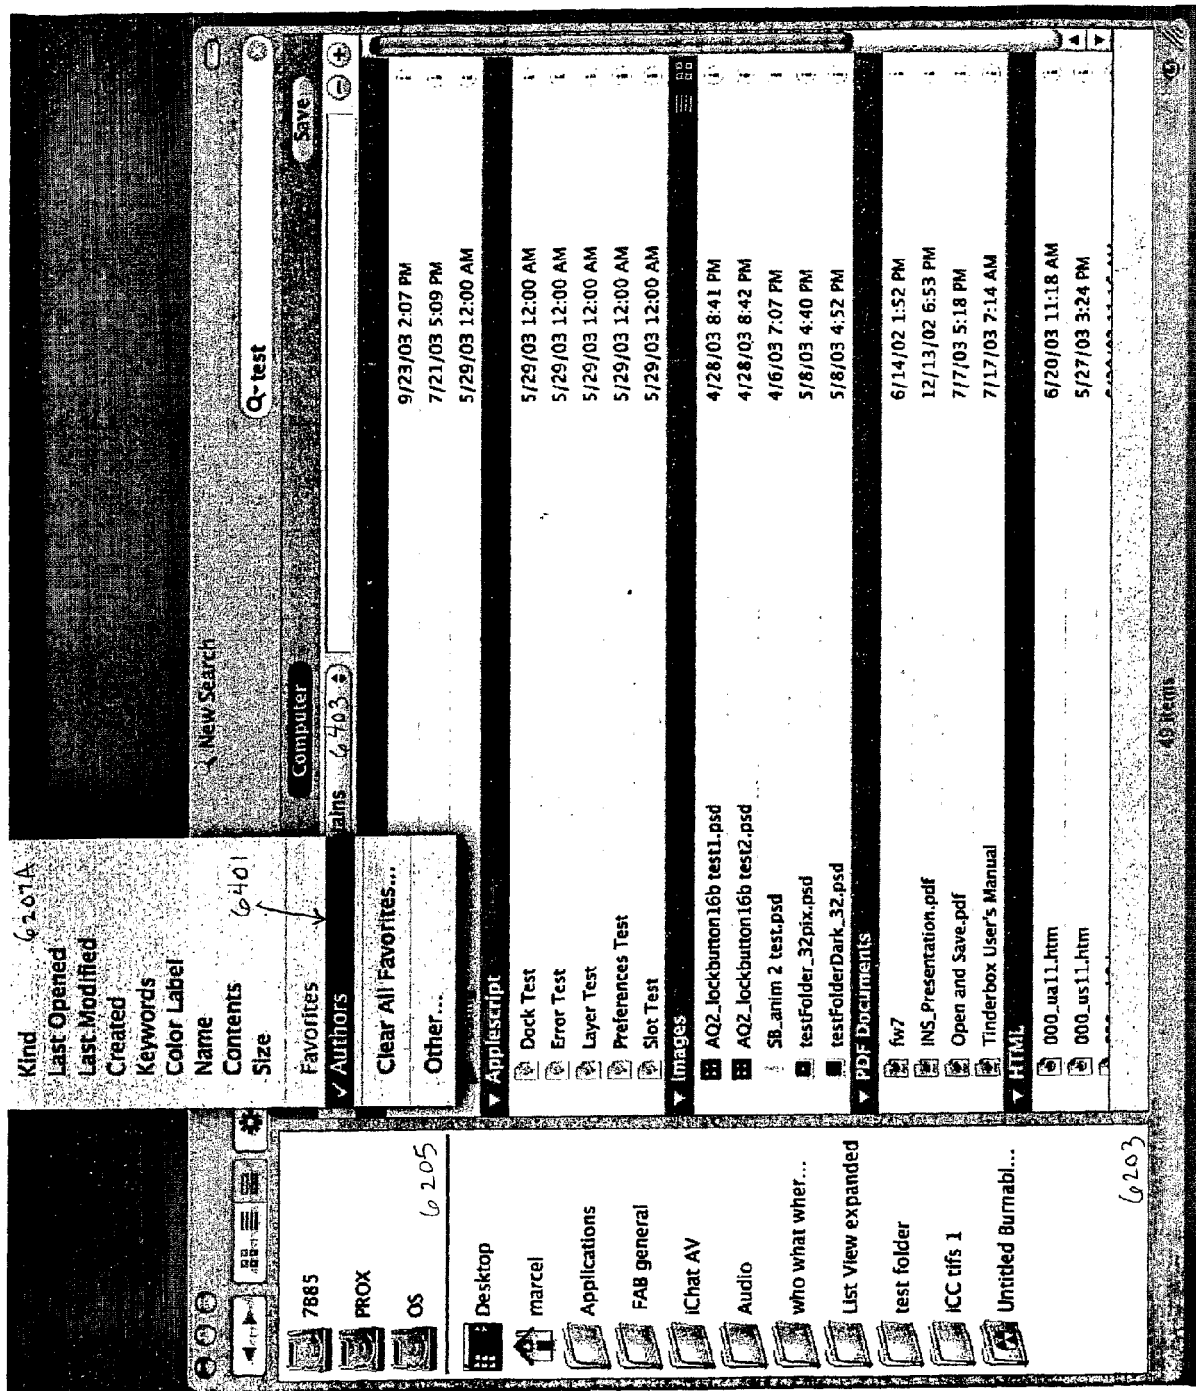 Kind 6207A
Last Opened
Last Modified
Created
Keywords
Color Label
Name
Contents 6401
Size
Favorites
✓ Authors
Clear All Favorites...
Other...
New Search
test
Computer
Save
6403
7885
PROX
OS
6205
Desktop
marcel
Applications
FAB general
iChat AV
Audio
who what wher...
List View expanded
test folder
iCC tifs 1
Untitled Burnabl...
6203
9/23/03 2:07 PM
7/21/03 5:09 PM
5/29/03 12:00 AM
▼ Applescript
Dock Test 5/29/03 12:00 AM
Error Test 5/29/03 12:00 AM
Layer Test 5/29/03 12:00 AM
Preferences Test 5/29/03 12:00 AM
Slot Test 5/29/03 12:00 AM
▼ Images
AQ2_lockbutton16b test1.psd 4/28/03 8:41 PM
AQ2_lockbutton16b test2.psd 4/28/03 8:42 PM
SB_anim 2 test.psd 4/6/03 7:07 PM
testFolder_32pix.psd 5/8/03 4:40 PM
testFolderDark_32.psd 5/8/03 4:52 PM
▼ PDF Documents
fw7 6/14/02 1:52 PM
INS_Presentation.pdf 12/13/02 6:53 PM
Open and Save.pdf 7/7/03 5:18 PM
Tinderbox User's Manual 7/17/03 7:14 AM
▼ HTML
000_ua11.htm 6/20/03 11:18 AM
000_us11.htm 5/27/03 3:24 PM
49 items